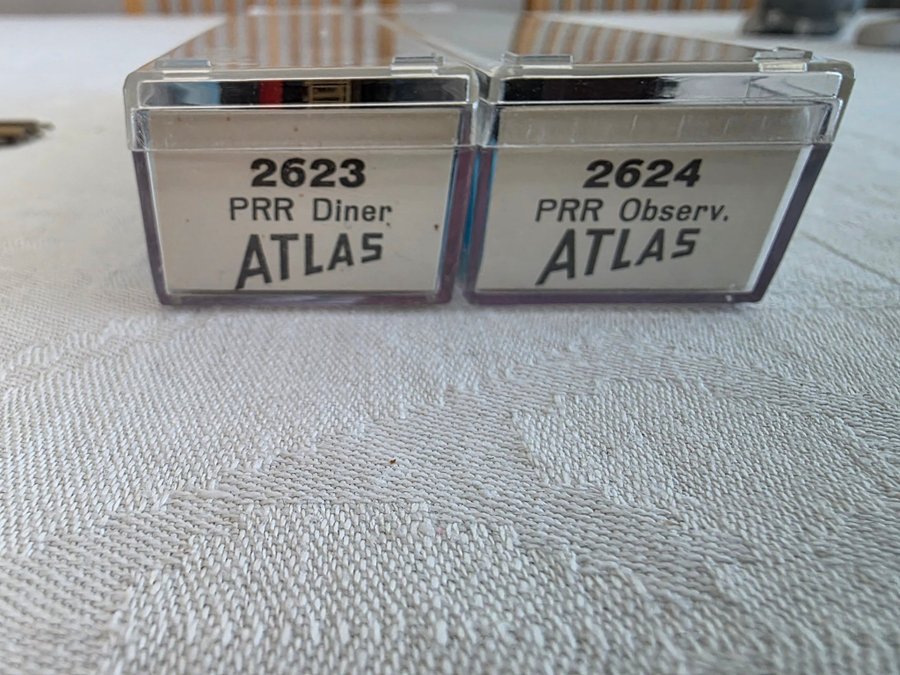 2623
PRR Diner
ATLAS
2624
PRR Observ.
ATLAS